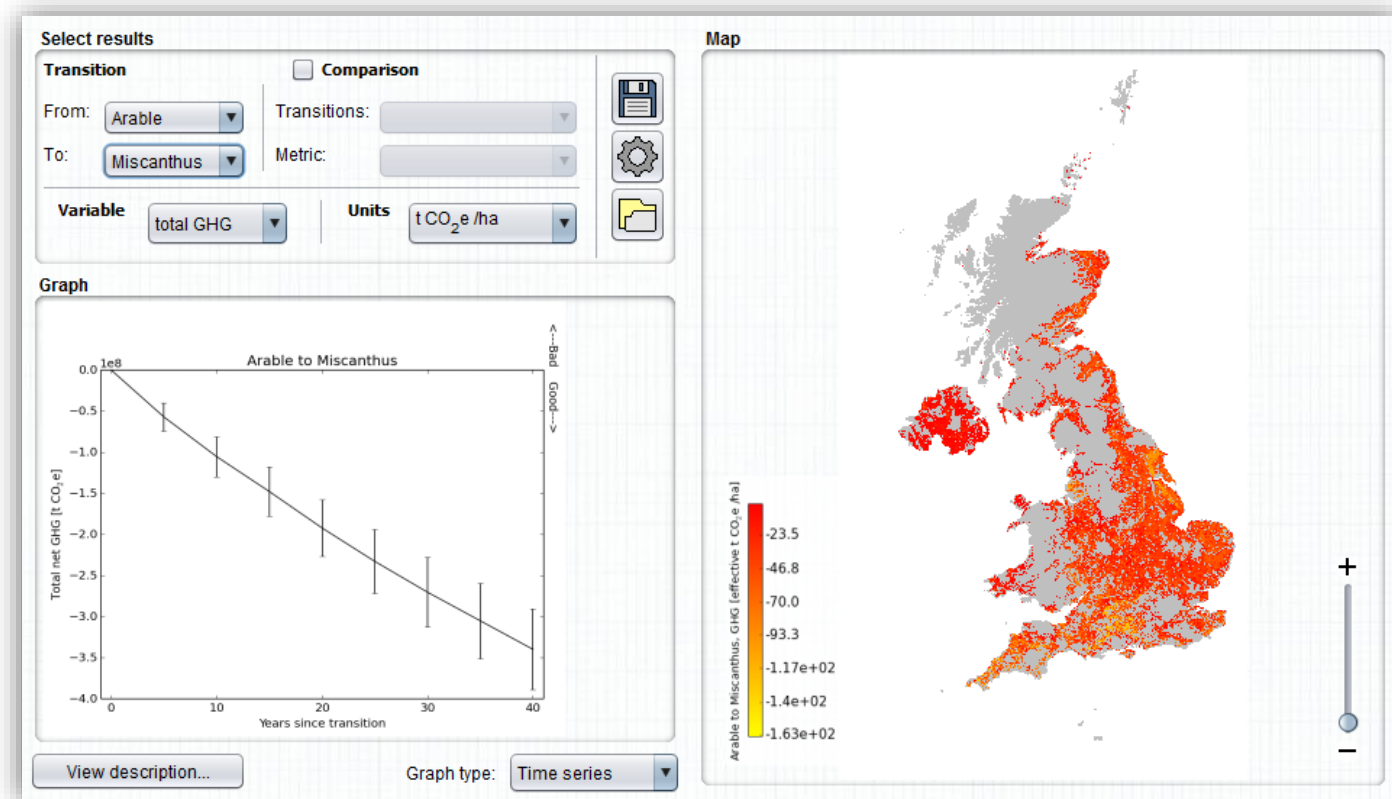 Select results
Transition
Comparison
From:
Arable
Transitions:
To:
Miscanthus
Metric:
Variable
total GHG
Units
t CO₂e /ha
Graph
Arable to Miscanthus
1e8
0.0
−0.5
−1.0
−1.5
−2.0
−2.5
−3.0
−3.5
−4.0
0
10
20
30
40
Years since transition
Total net GHG [t CO₂e]
<---Bad Good--->
View description...
Graph type:
Time series
Map
Arable to Miscanthus, GHG [effective t CO₂e /ha]
-23.5
-46.8
-70.0
-93.3
-1.17e+02
-1.4e+02
-1.63e+02
+
−